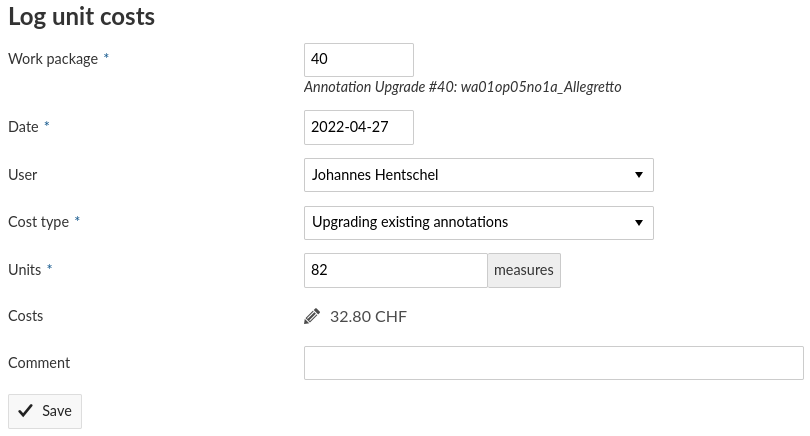 Log unit costs
Work package * 40
Annotation Upgrade #40: wa01op05no1a_Allegretto
Date * 2022-04-27
User Johannes Hentschel
Cost type * Upgrading existing annotations
Units * 82 measures
Costs 32.80 CHF
Comment
Save